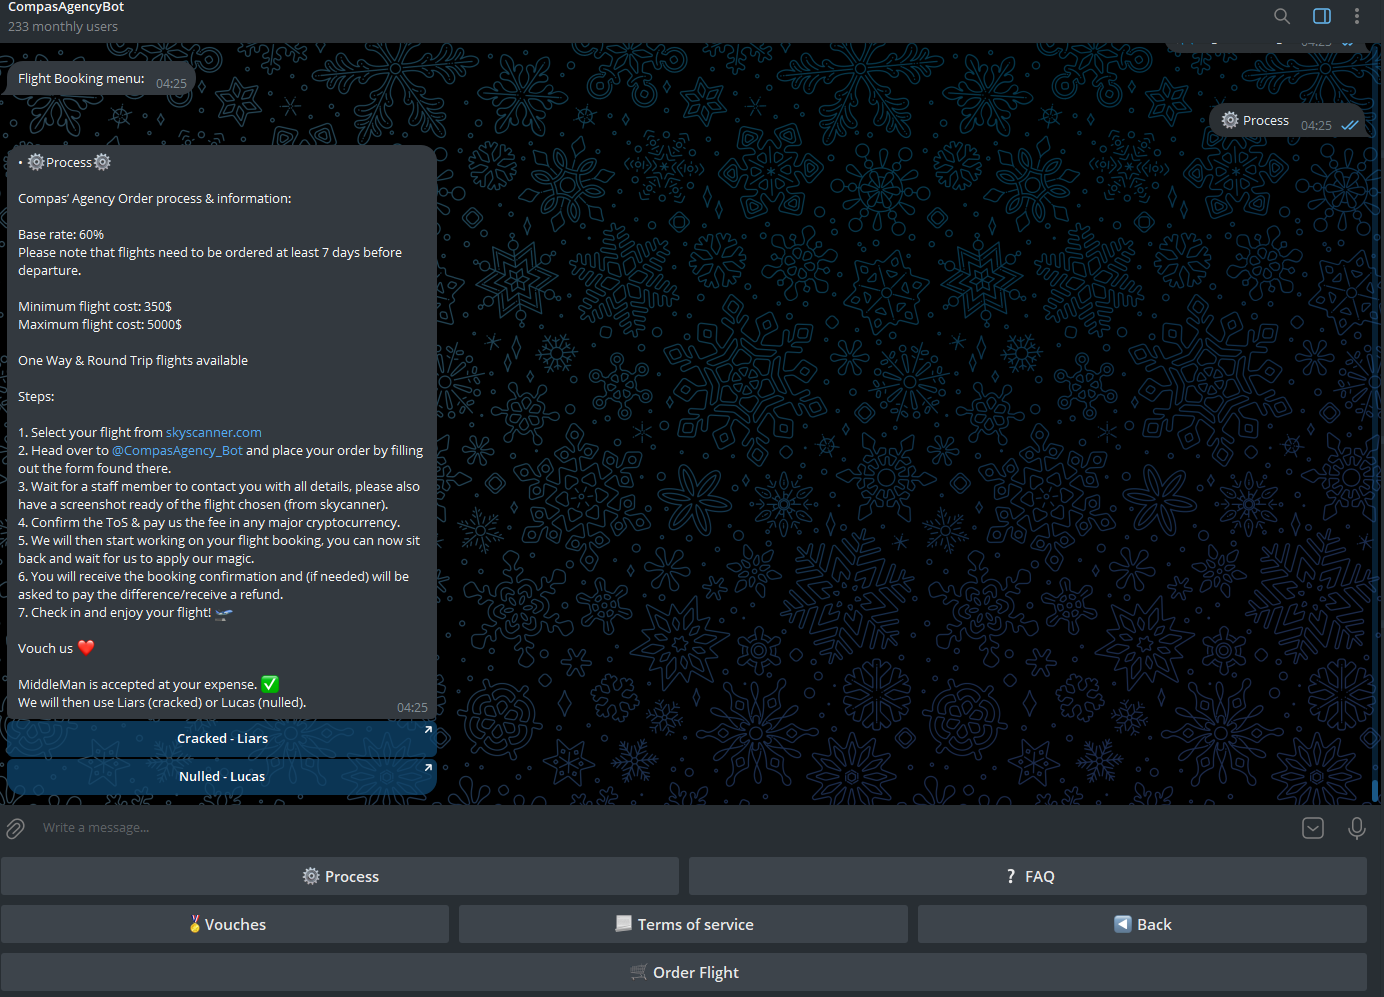 CompasAgencyBot
233 monthly users
Flight Booking menu: 04:25
Process 04:25
• Process
Compas’ Agency Order process & information:
Base rate: 60%
Please note that flights need to be ordered at least 7 days before
departure.
Minimum flight cost: 350$
Maximum flight cost: 5000$
One Way & Round Trip flights available
Steps:
1. Select your flight from skyscanner.com
2. Head over to @CompasAgency_Bot and place your order by filling
out the form found there.
3. Wait for a staff member to contact you with all details, please also
have a screenshot ready of the flight chosen (from skycanner).
4. Confirm the ToS & pay us the fee in any major cryptocurrency.
5. We will then start working on your flight booking, you can now sit
back and wait for us to apply our magic.
6. You will receive the booking confirmation and (if needed) will be
asked to pay the difference/receive a refund.
7. Check in and enjoy your flight!
Vouch us
MiddleMan is accepted at your expense.
We will then use Liars (cracked) or Lucas (nulled). 04:25
Cracked - Liars
Nulled - Lucas
Write a message...
Process
? FAQ
Vouches
Terms of service
Back
Order Flight